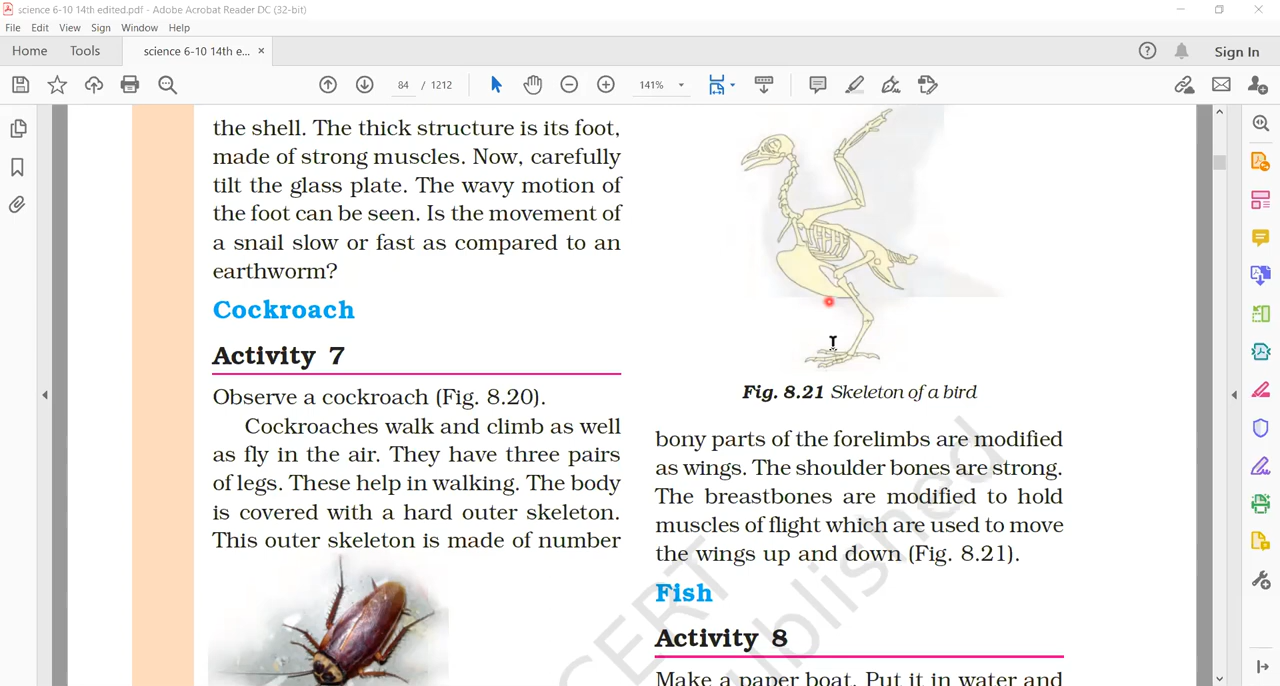 science 6-10 14th edited.pdf - Adobe Acrobat Reader DC (32-bit)
File Edit View Sign Window Help
Home Tools science 6-10 14th e... × Sign In
84 / 1212 141%
the shell. The thick structure is its foot,
made of strong muscles. Now, carefully
tilt the glass plate. The wavy motion of
the foot can be seen. Is the movement of
a snail slow or fast as compared to an
earthworm?
Cockroach
Activity 7
Observe a cockroach (Fig. 8.20).
Cockroaches walk and climb as well
as fly in the air. They have three pairs
of legs. These help in walking. The body
is covered with a hard outer skeleton.
This outer skeleton is made of number
Fig. 8.21 Skeleton of a bird
bony parts of the forelimbs are modified
as wings. The shoulder bones are strong.
The breastbones are modified to hold
muscles of flight which are used to move
the wings up and down (Fig. 8.21).
Fish
Activity 8
Make a paper boat. Put it in water and
CERT
ublished